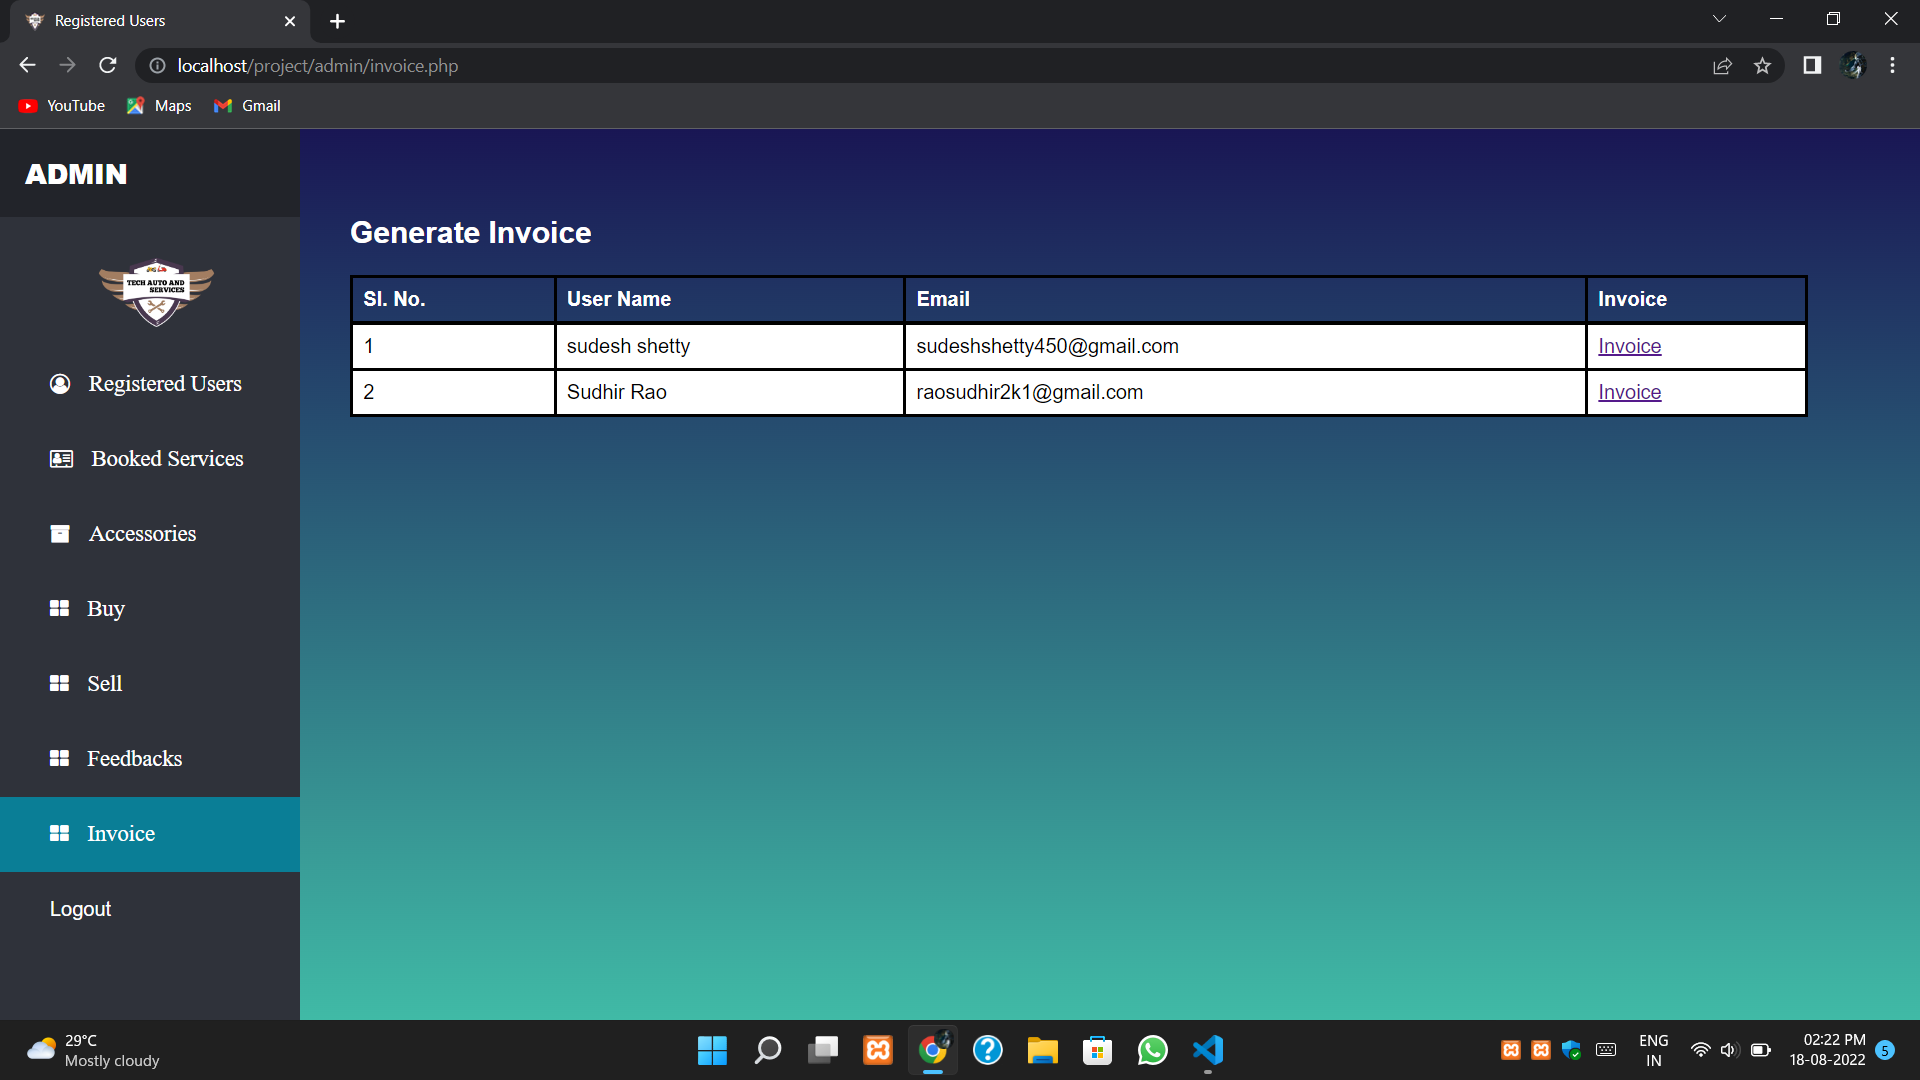 Registered Users
localhost/project/admin/invoice.php
YouTube Maps Gmail
ADMIN
TECH AUTO AND
SERVICES
Registered Users
Booked Services
Accessories
Buy
Sell
Feedbacks
Invoice
Logout
Generate Invoice
Sl. No. User Name Email Invoice
1 sudesh shetty sudeshshetty450@gmail.com Invoice
2 Sudhir Rao raosudhir2k1@gmail.com Invoice
29°C
Mostly cloudy
ENG
IN
02:22 PM
18-08-2022
5